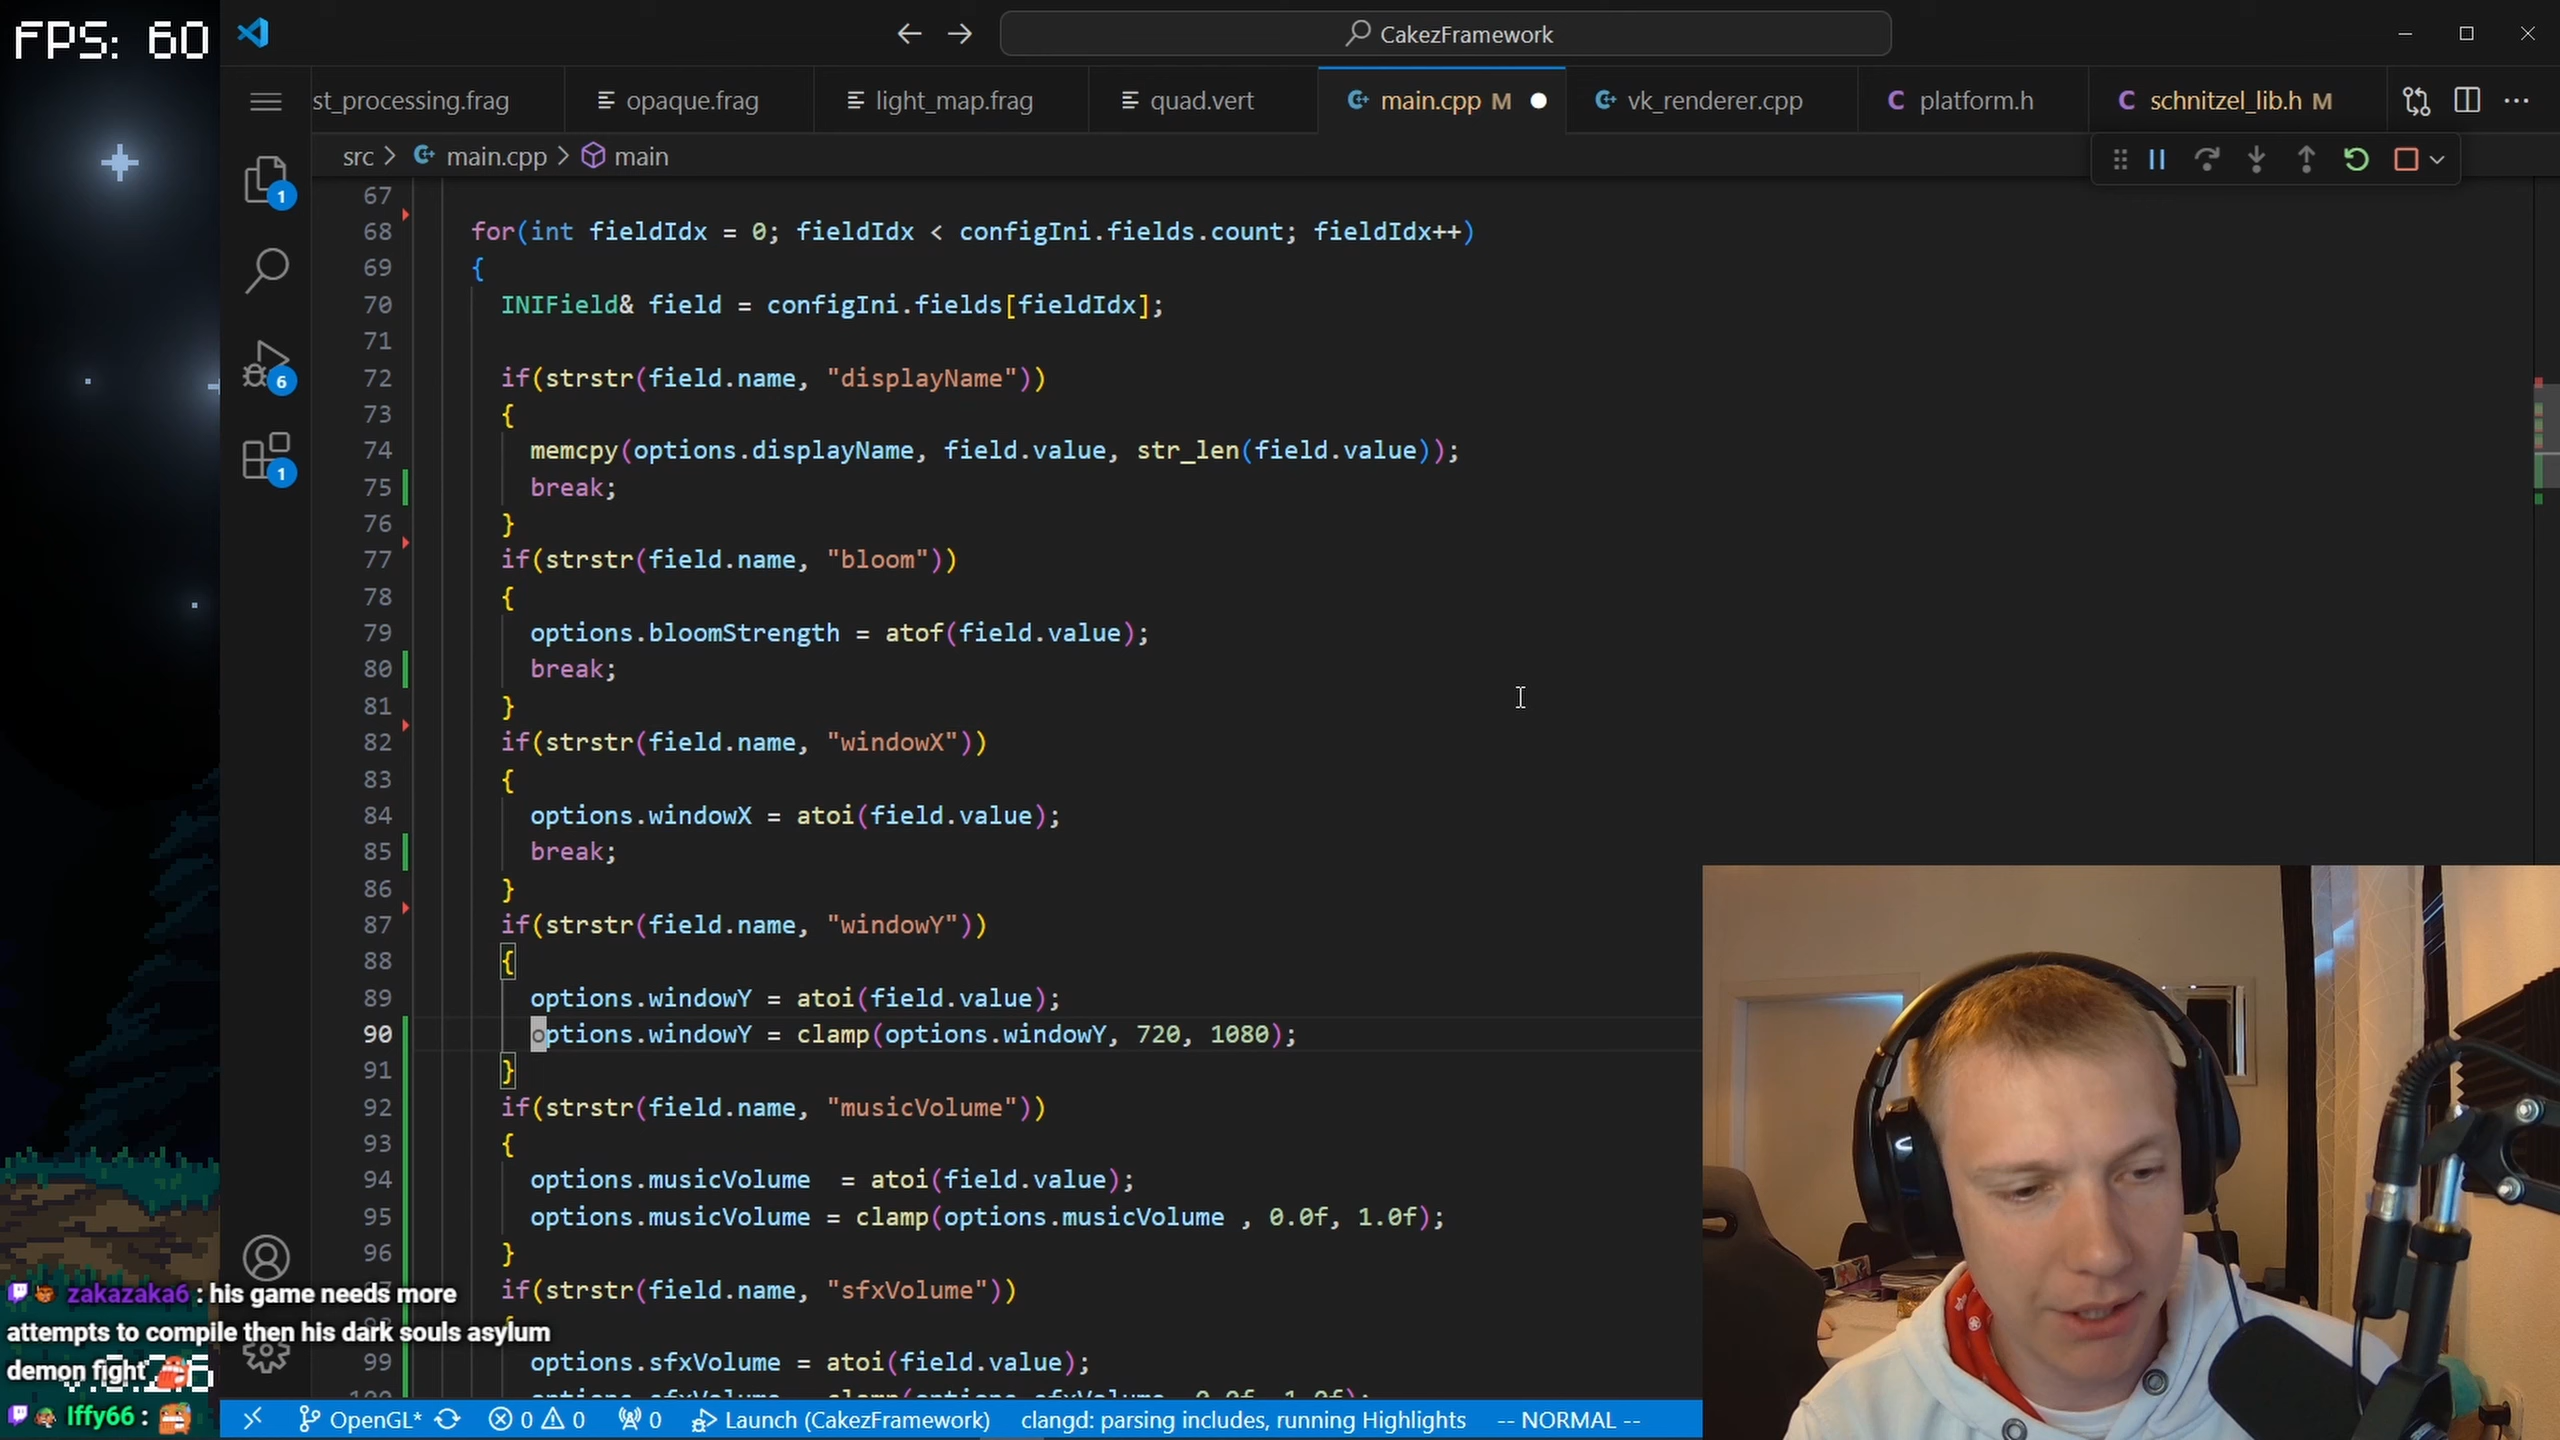 FPS: 60
CakezFramework
st_processing.frag
opaque.frag
light_map.frag
quad.vert
main.cpp M
vk_renderer.cpp
C platform.h
C schnitzel_lib.h M
src > main.cpp > main
67
68 for(int fieldIdx = 0; fieldIdx < configIni.fields.count; fieldIdx++)
69 {
70 INIField& field = configIni.fields[fieldIdx];
71
72 if(strstr(field.name, "displayName"))
73 {
74 memcpy(options.displayName, field.value, str_len(field.value));
75 break;
76 }
77 if(strstr(field.name, "bloom"))
78 {
79 options.bloomStrength = atof(field.value);
80 break;
81 }
82 if(strstr(field.name, "windowX"))
83 {
84 options.windowX = atoi(field.value);
85 break;
86 }
87 if(strstr(field.name, "windowY"))
88 {
89 options.windowY = atoi(field.value);
90 options.windowY = clamp(options.windowY, 720, 1080);
91 }
92 if(strstr(field.name, "musicVolume"))
93 {
94 options.musicVolume  = atoi(field.value);
95 options.musicVolume = clamp(options.musicVolume , 0.0f, 1.0f);
96 }
if(strstr(field.name, "sfxVolume"))
99 options.sfxVolume = atoi(field.value);
1
6
1
zakazaka6 : his game needs more
attempts to compile then his dark souls asylum
demon fight
lffy66 :
OpenGL* 0 0 0 Launch (CakezFramework) clangd: parsing includes, running Highlights -- NORMAL --